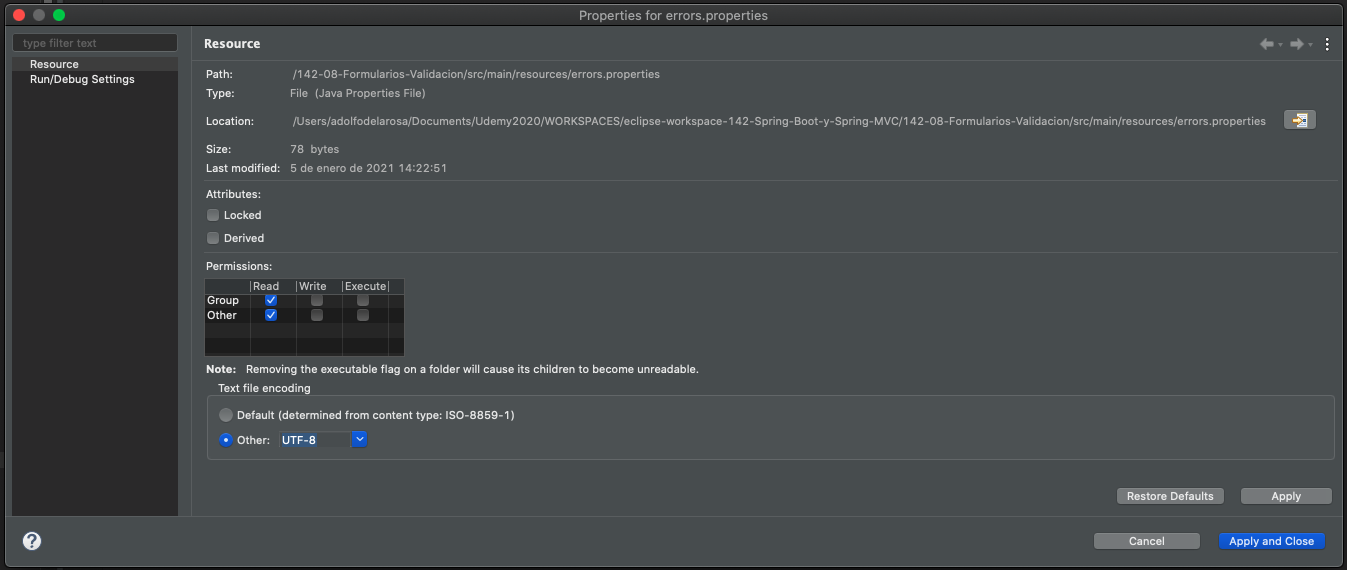 Properties for errors.properties
type filter text
Resource
Run/Debug Settings
Resource
Path: /142-08-Formularios-Validacion/src/main/resources/errors.properties
Type: File (Java Properties File)
Location: /Users/adolfodelarosa/Documents/Udemy2020/WORKSPACES/eclipse-workspace-142-Spring-Boot-y-Spring-MVC/142-08-Formularios-Validacion/src/main/resources/errors.properties
Size: 78 bytes
Last modified: 5 de enero de 2021 14:22:51
Attributes:
Locked
Derived
Permissions:
Read Write Execute
Group
Other
Note: Removing the executable flag on a folder will cause its children to become unreadable.
Text file encoding
Default (determined from content type: ISO-8859-1)
Other: UTF-8
Restore Defaults Apply
? Cancel Apply and Close